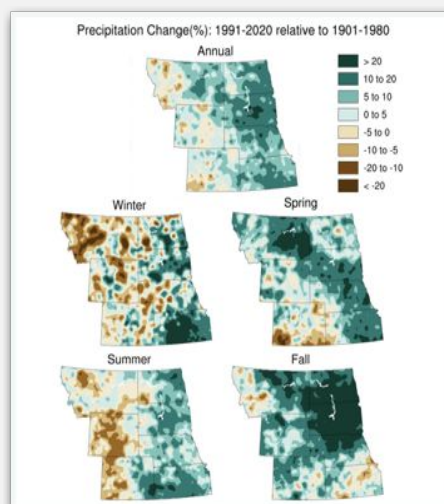 Precipitation Change(%): 1991-2020 relative to 1901-1980
Annual
> 20
10 to 20
5 to 10
0 to 5
-5 to 0
-10 to -5
-20 to -10
< -20
Winter
Spring
Summer
Fall